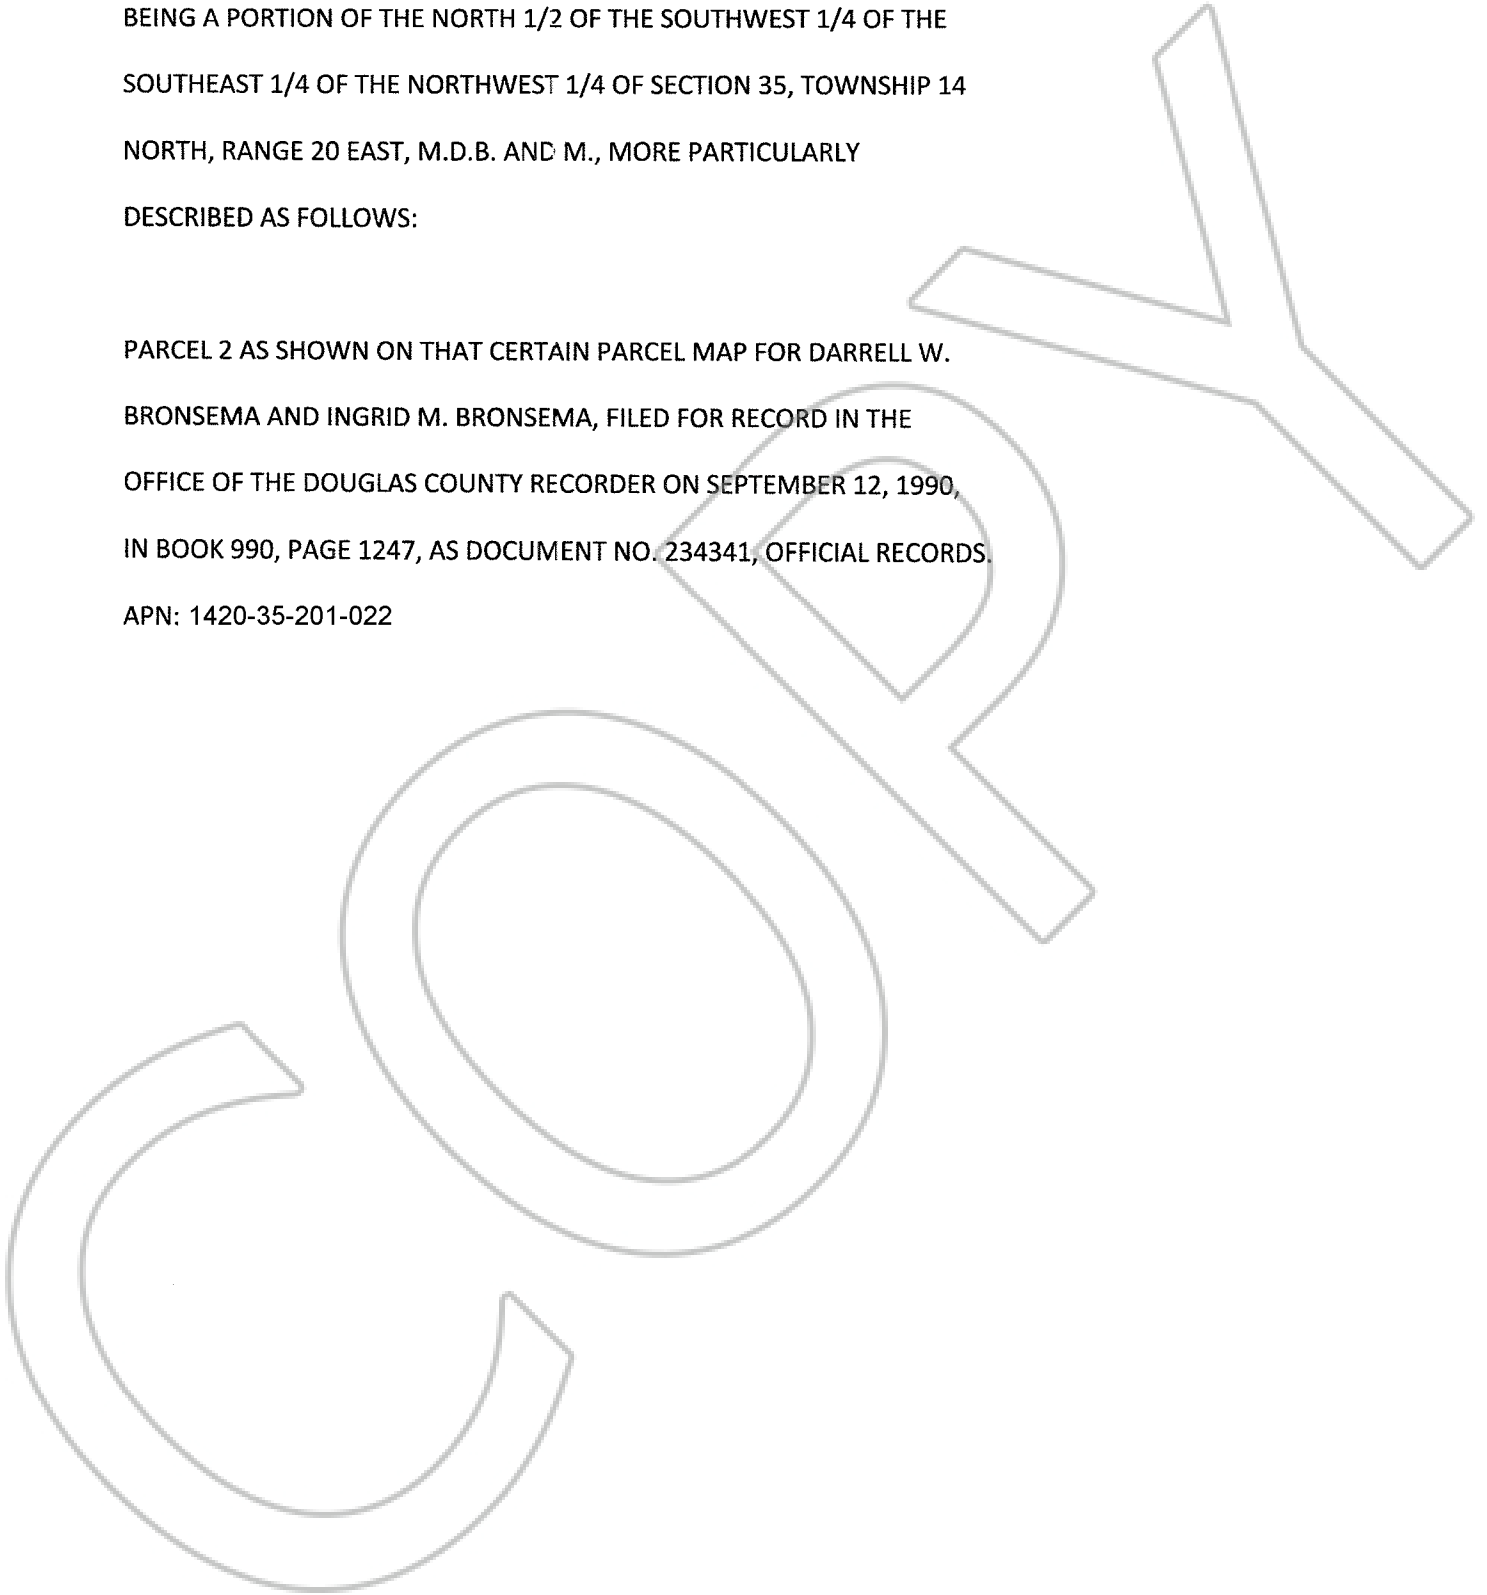 BEING A PORTION OF THE NORTH 1/2 OF THE SOUTHWEST 1/4 OF THE
SOUTHEAST 1/4 OF THE NORTHWEST 1/4 OF SECTION 35, TOWNSHIP 14
NORTH, RANGE 20 EAST, M.D.B. AND M., MORE PARTICULARLY
DESCRIBED AS FOLLOWS:
PARCEL 2 AS SHOWN ON THAT CERTAIN PARCEL MAP FOR DARRELL W.
BRONSEMA AND INGRID M. BRONSEMA, FILED FOR RECORD IN THE
OFFICE OF THE DOUGLAS COUNTY RECORDER ON SEPTEMBER 12, 1990,
IN BOOK 990, PAGE 1247, AS DOCUMENT NO. 234341, OFFICIAL RECORDS.
APN: 1420-35-201-022
COPY